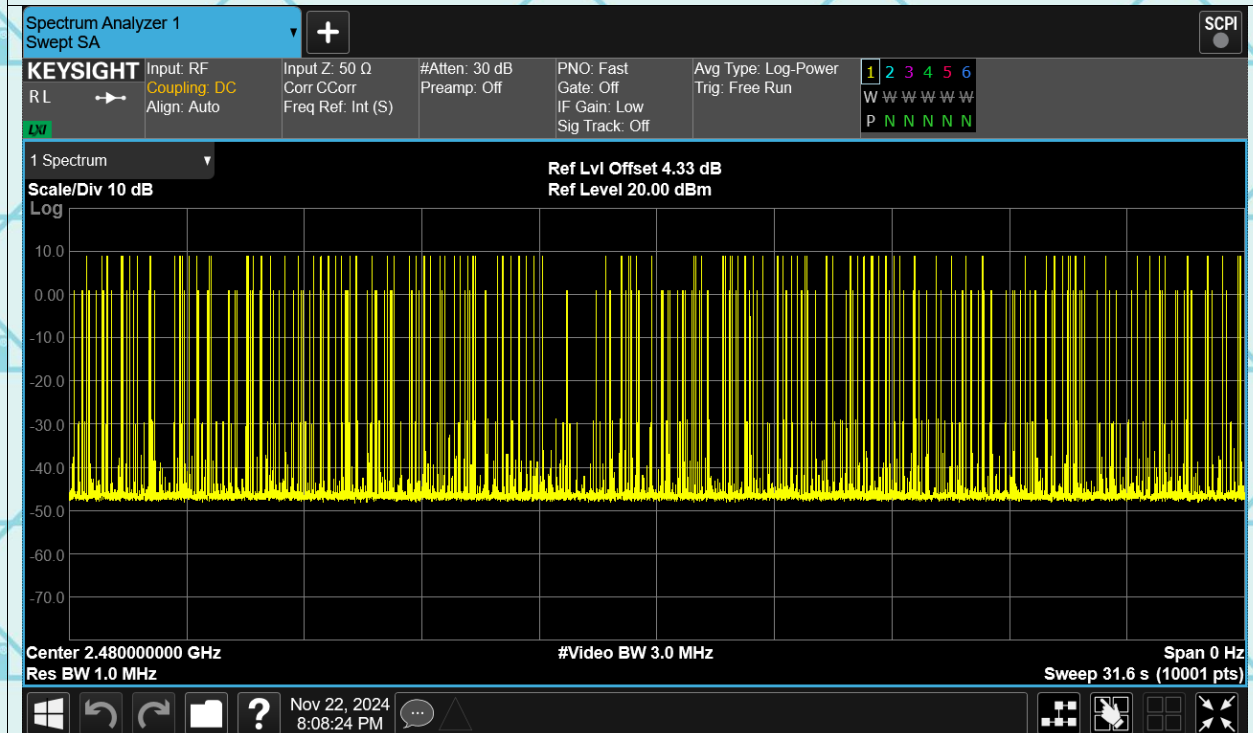 Spectrum Analyzer 1
Swept SA
SCPI
KEYSIGHT
RL
LXI
Input: RF
Coupling: DC
Align: Auto
Input Z: 50 Ω
Corr CCorr
Freq Ref: Int (S)
#Atten: 30 dB
Preamp: Off
PNO: Fast
Gate: Off
IF Gain: Low
Sig Track: Off
Avg Type: Log-Power
Trig: Free Run
1 2 3 4 5 6
W W W W W W
P N N N N N
1 Spectrum
Scale/Div 10 dB
Log
Ref Lvl Offset 4.33 dB
Ref Level 20.00 dBm
10.0
0.00
-10.0
-20.0
-30.0
-40.0
-50.0
-60.0
-70.0
Center 2.480000000 GHz
Res BW 1.0 MHz
#Video BW 3.0 MHz
Span 0 Hz
Sweep 31.6 s (10001 pts)
Nov 22, 2024
8:08:24 PM